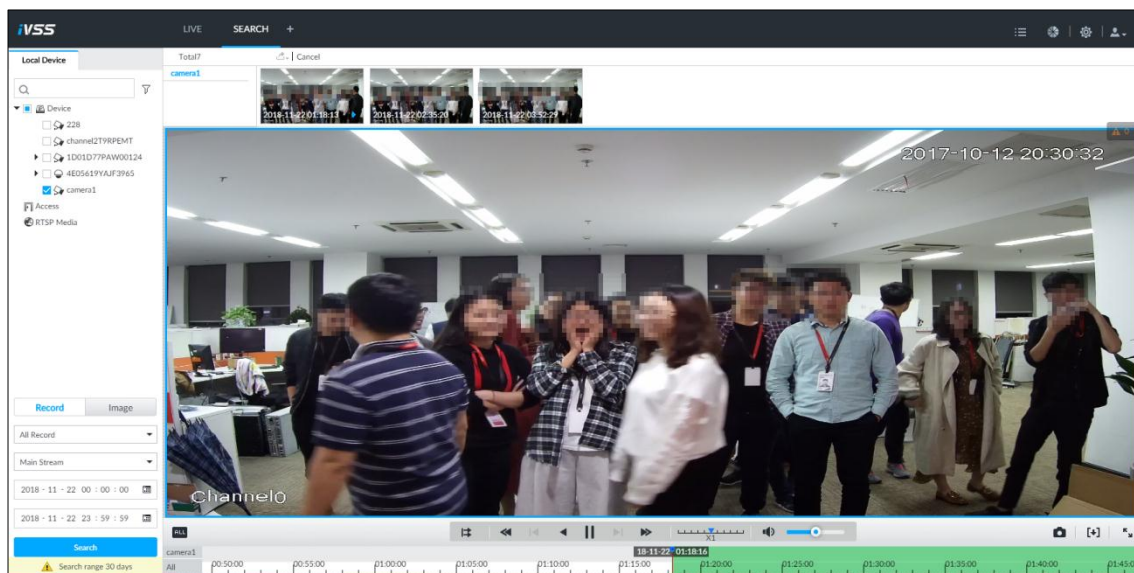 iVSS
LIVE
SEARCH
+
Local Device
Total7
Cancel
camera1
2018-11-22 01:18:13
2018-11-22 02:35:20
2018-11-22 03:52:29
Device
228
channel2T9RPEMT
1D01D77PAW00124
4E05619YAJF3965
camera1
Access
RTSP Media
0
2017-10-12 20:30:32
Channel0
Record
Image
All Record
Main Stream
2018 - 11 - 22 00 : 00 : 00
2018 - 11 - 22 23 : 59 : 59
Search
Search range 30 days
ALL
X1
camera1
18-11-22 01:18:16
All
00:50:00
00:55:00
01:00:00
01:05:00
01:10:00
01:15:00
01:20:00
01:25:00
01:30:00
01:35:00
01:40:00
01:45:0